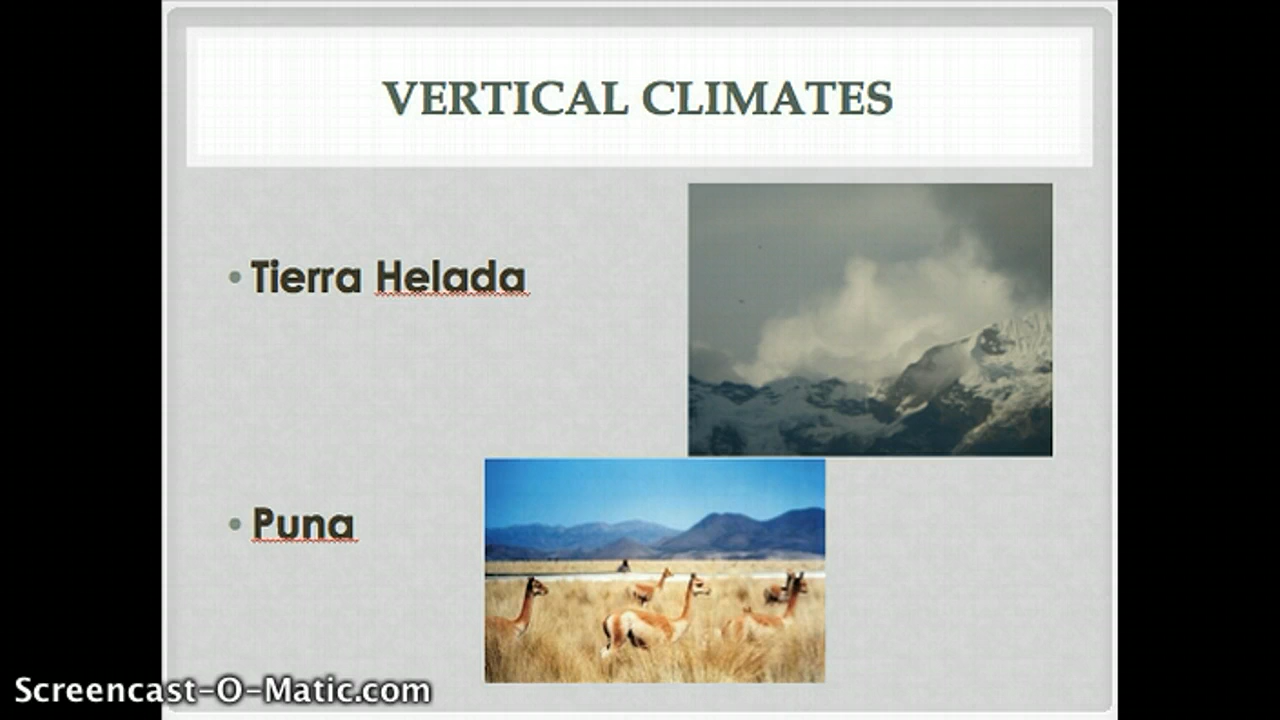 VERTICAL CLIMATES
• Tierra Helada
• Puna
Screencast-O-Matic.com